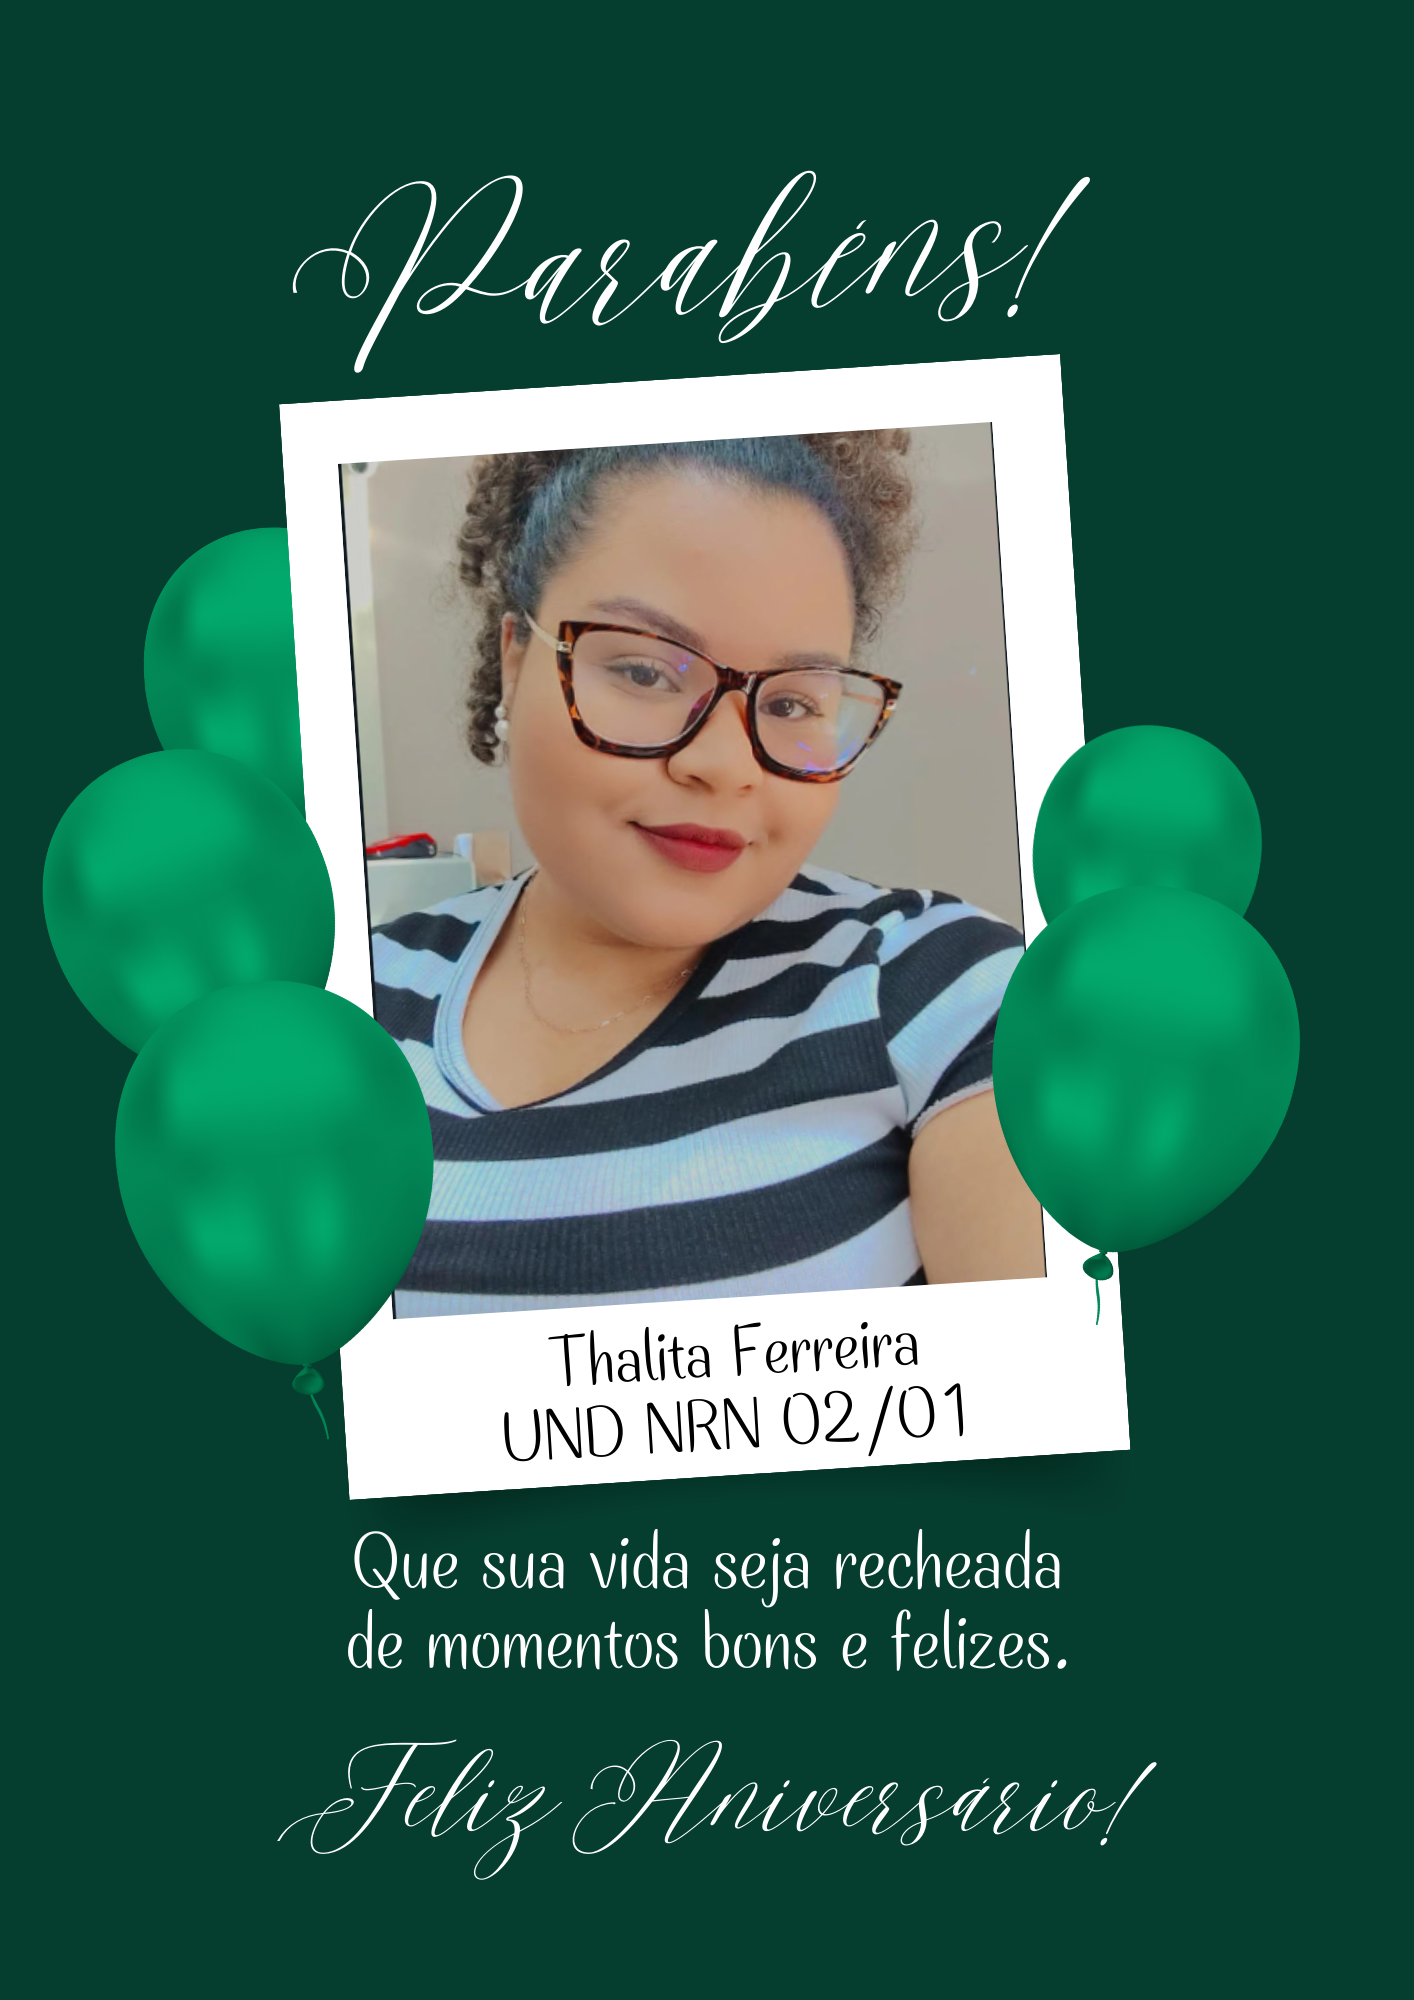 Parabéns!
Thalita Ferreira
UND NRN 02/01
Que sua vida seja recheada
de momentos bons e felizes.
Feliz Aniversário!